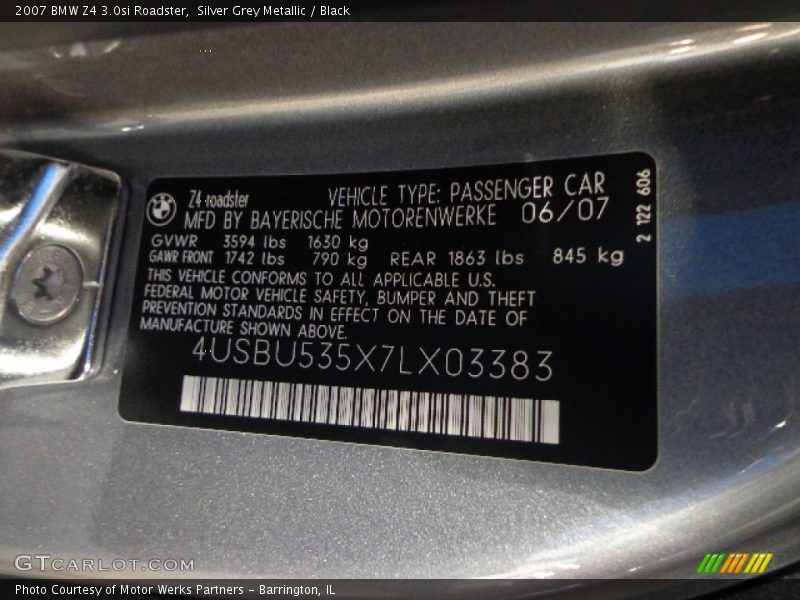 2007 BMW Z4 3.0si Roadster,  Silver Grey Metallic / Black
Z4 roadster
VEHICLE TYPE: PASSENGER CAR
MFD BY BAYERISCHE MOTORENWERKE 06/07
GVWR 3594 lbs 1630 kg
GAWR FRONT 1742 lbs 790 kg REAR 1863 lbs 845 kg
THIS VEHICLE CONFORMS TO ALL APPLICABLE U.S.
FEDERAL MOTOR VEHICLE SAFETY, BUMPER AND THEFT
PREVENTION STANDARDS IN EFFECT ON THE DATE OF
MANUFACTURE SHOWN ABOVE.
4USBU535X7LX03383
2 122 606
GTCARLOT.COM
Photo Courtesy of Motor Werks Partners - Barrington, IL